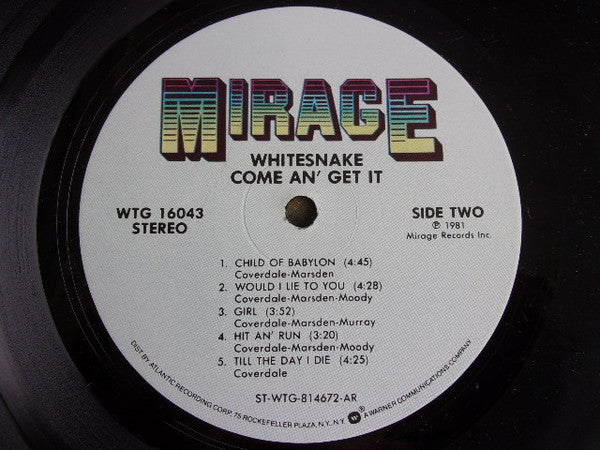 MIRAGE
WHITESNAKE
COME AN' GET IT
WTG 16043
STEREO
SIDE TWO
℗ 1981
Mirage Records Inc.
1. CHILD OF BABYLON (4:45)
Coverdale-Marsden
2. WOULD I LIE TO YOU (4:28)
Coverdale-Marsden-Moody
3. GIRL (3:52)
Coverdale-Marsden-Murray
4. HIT AN' RUN (3:20)
Coverdale-Marsden-Moody
5. TILL THE DAY I DIE (4:25)
Coverdale
ST-WTG-814672-AR
DIST. BY ATLANTIC RECORDING CORP. 75 ROCKEFELLER PLAZA, N.Y., N.Y. W A WARNER COMMUNICATIONS COMPANY